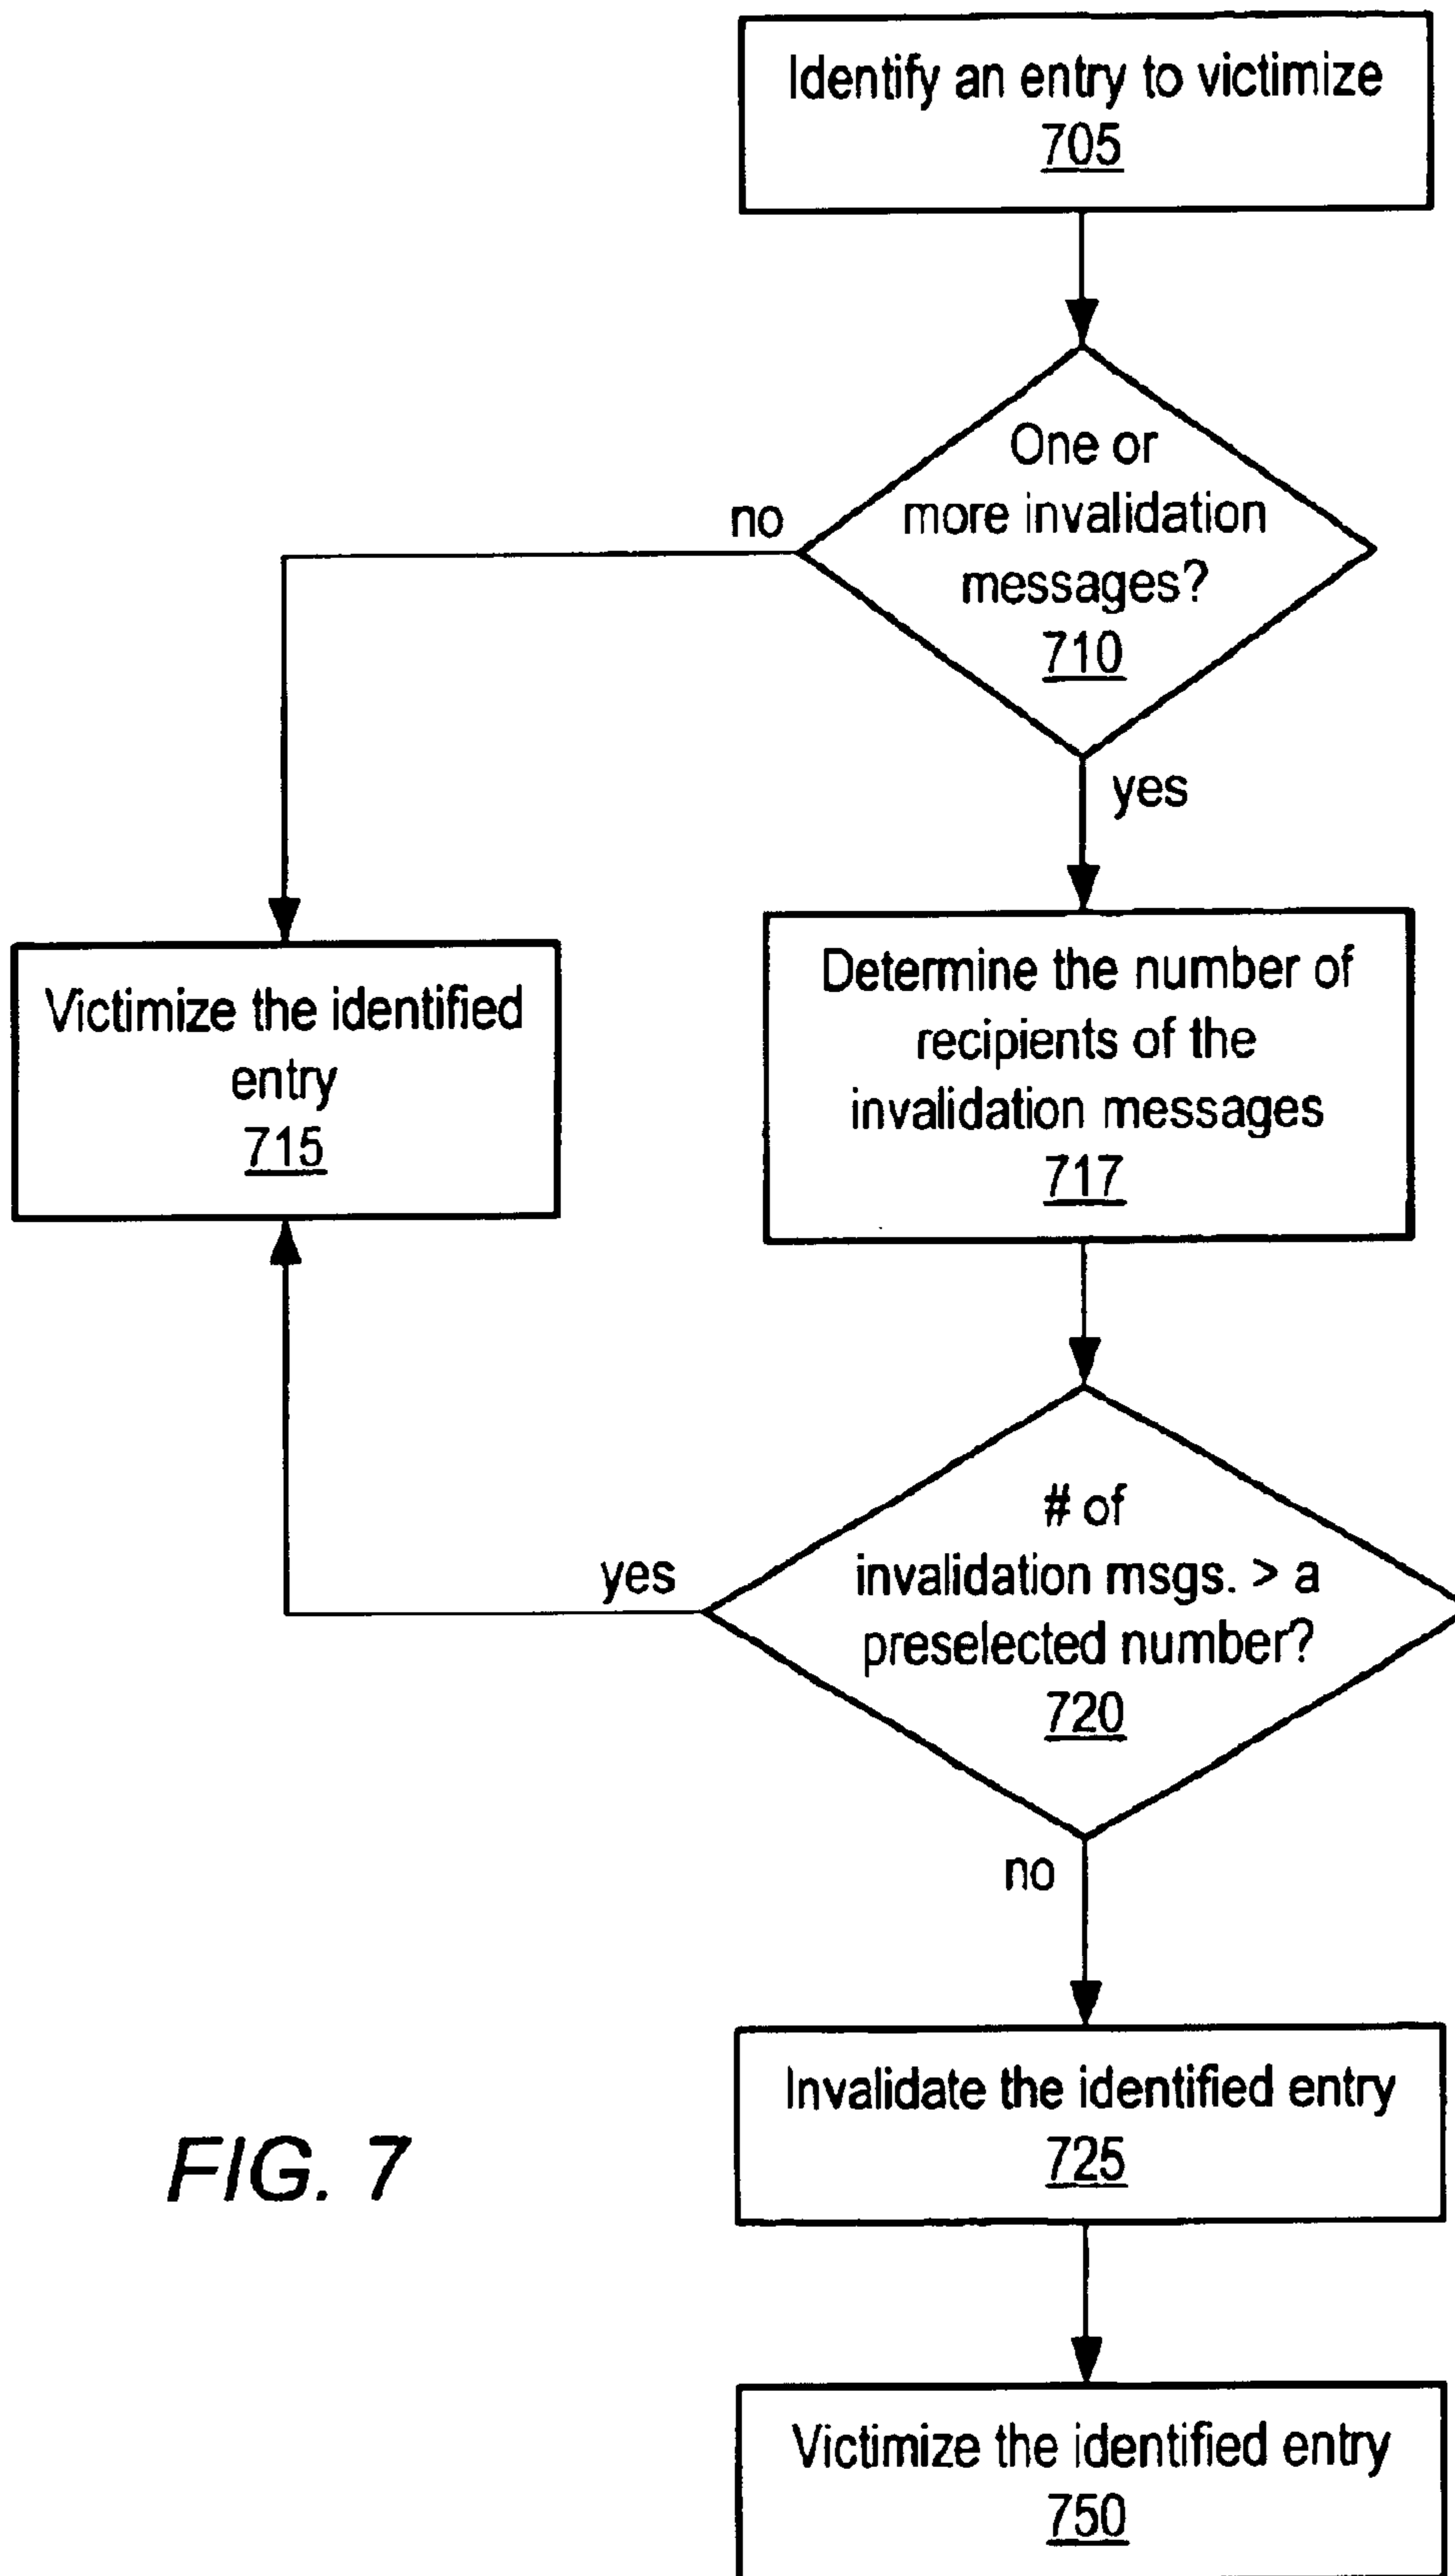 Identify an entry to victimize
705
One or
more invalidation
messages?
710
no
yes
Victimize the identified
entry
715
Determine the number of
recipients of the
invalidation messages
717
# of
invalidation msgs. > a
preselected number?
720
yes
no
Invalidate the identified entry
725
Victimize the identified entry
750
FIG. 7